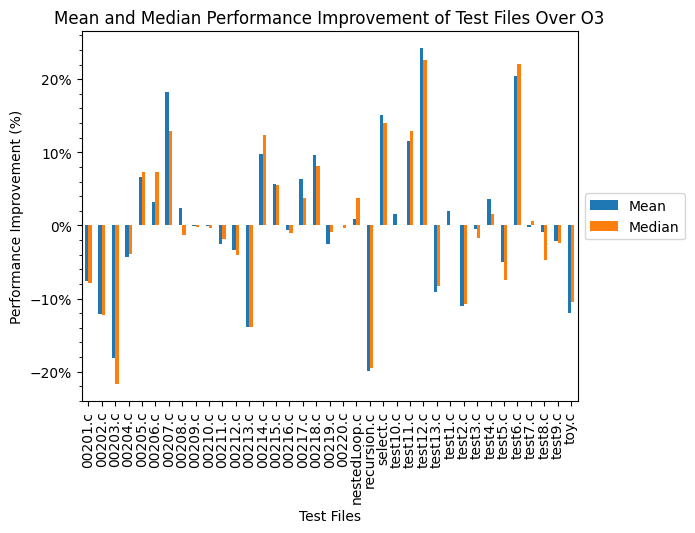 Mean and Median Performance Improvement of Test Files Over O3
Performance Improvement (%)
20%
10%
0%
−10%
−20%
Mean
Median
00201.c
00202.c
00203.c
00204.c
00205.c
00206.c
00207.c
00208.c
00209.c
00210.c
00211.c
00212.c
00213.c
00214.c
00215.c
00216.c
00217.c
00218.c
00219.c
00220.c
nestedLoop.c
recursion.c
select.c
test10.c
test11.c
test12.c
test13.c
test1.c
test2.c
test3.c
test4.c
test5.c
test6.c
test7.c
test8.c
test9.c
toy.c
Test Files